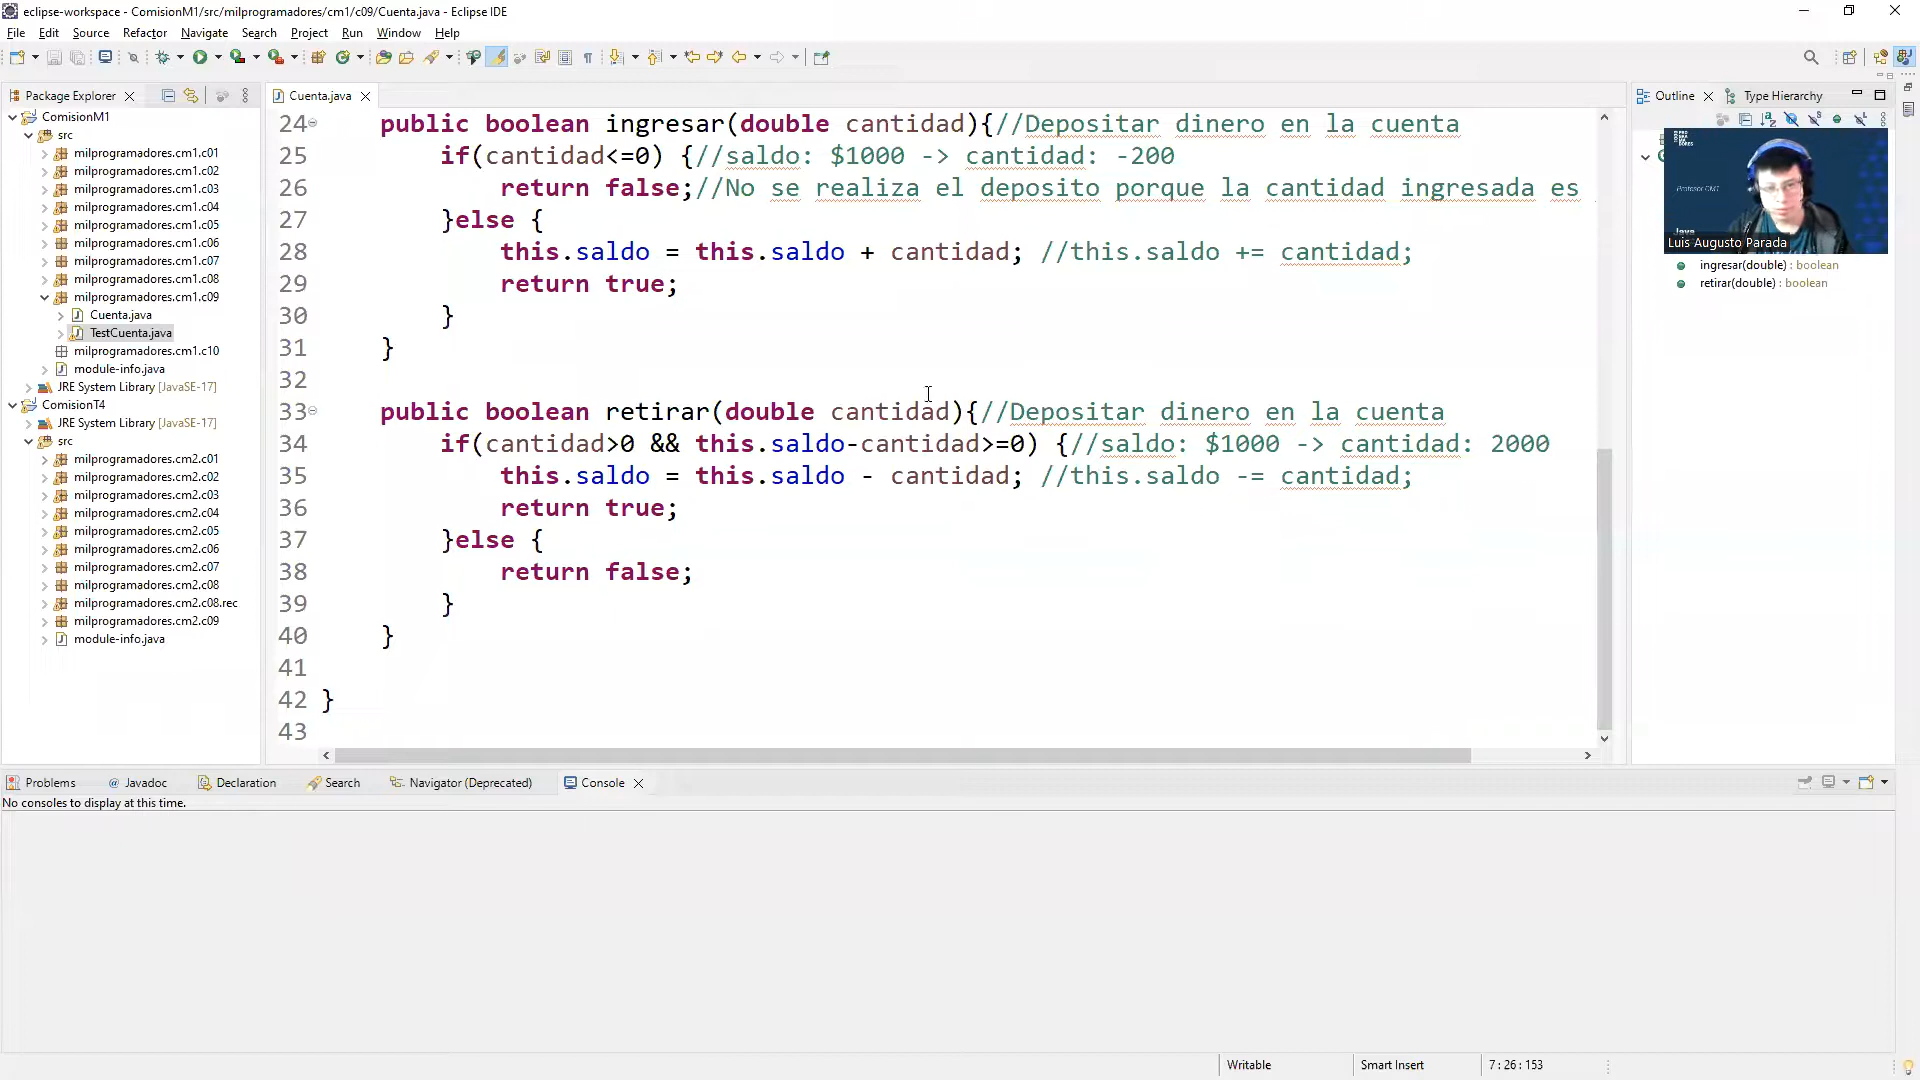 eclipse-workspace - ComisionM1/src/milprogramadores/cm1/c09/Cuenta.java - Eclipse IDE
File Edit Source Refactor Navigate Search Project Run Window Help
Package Explorer
ComisionM1
src
milprogramadores.cm1.c01
milprogramadores.cm1.c02
milprogramadores.cm1.c03
milprogramadores.cm1.c04
milprogramadores.cm1.c05
milprogramadores.cm1.c06
milprogramadores.cm1.c07
milprogramadores.cm1.c08
milprogramadores.cm1.c09
Cuenta.java
TestCuenta.java
milprogramadores.cm1.c10
module-info.java
JRE System Library [JavaSE-17]
ComisionT4
JRE System Library [JavaSE-17]
src
milprogramadores.cm2.c01
milprogramadores.cm2.c02
milprogramadores.cm2.c03
milprogramadores.cm2.c04
milprogramadores.cm2.c05
milprogramadores.cm2.c06
milprogramadores.cm2.c07
milprogramadores.cm2.c08
milprogramadores.cm2.c08.rec
milprogramadores.cm2.c09
module-info.java
Cuenta.java
24 public boolean ingresar(double cantidad){//Depositar dinero en la cuenta
25 if(cantidad<=0) {//saldo: $1000 -> cantidad: -200
26 return false;//No se realiza el deposito porque la cantidad ingresada es
27 }else {
28 this.saldo = this.saldo + cantidad; //this.saldo += cantidad;
29 return true;
30 }
31 }
32
33 public boolean retirar(double cantidad){//Depositar dinero en la cuenta
34 if(cantidad>0 && this.saldo-cantidad>=0) {//saldo: $1000 -> cantidad: 2000
35 this.saldo = this.saldo - cantidad; //this.saldo -= cantidad;
36 return true;
37 }else {
38 return false;
39 }
40 }
41
42 }
43
Outline Type Hierarchy
PRO
GRA
MADO
RES
Profesor CM1
Java
Luis Augusto Parada
ingresar(double) : boolean
retirar(double) : boolean
Problems @ Javadoc Declaration Search Navigator (Deprecated) Console
No consoles to display at this time.
Writable Smart Insert 7 : 26 : 153